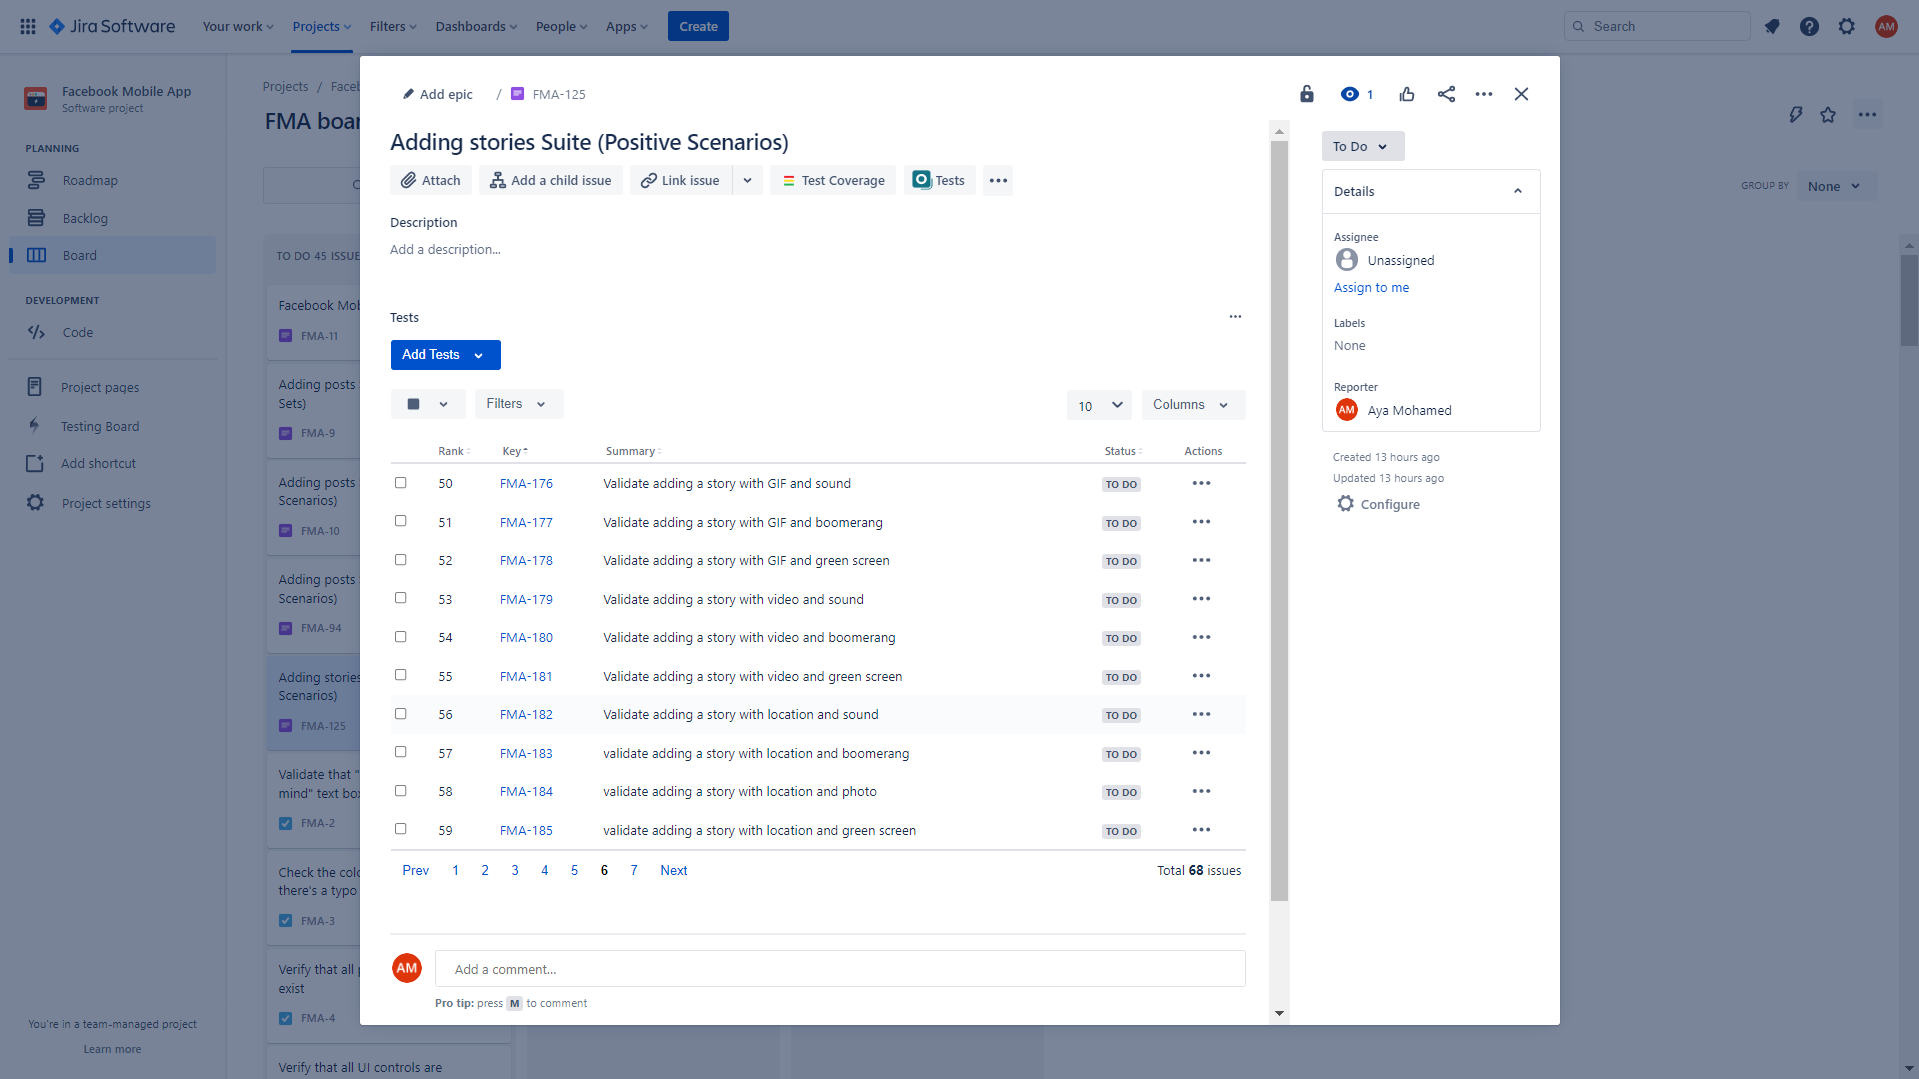 Jira Software
Your work
Projects
Filters
Dashboards
People
Apps
Create
Search
AM
Facebook Mobile App
Software project
PLANNING
Roadmap
Backlog
Board
DEVELOPMENT
Code
Project pages
Testing Board
Add shortcut
Project settings
You're in a team-managed project
Learn more
Projects /
FMA
GROUP BY
None
TO DO 45
Facebook
FMA-11
Adding posts
Sets)
FMA-9
Adding posts
Scenarios)
FMA-10
Adding posts
Scenarios)
FMA-94
Adding stories
Scenarios)
FMA-125
Validate that "
mind" text box
FMA-2
Check the
there's a typo
FMA-3
Verify that all
exist
FMA-4
Verify that all UI controls are
Add epic
/ FMA-125
1
Adding stories Suite (Positive Scenarios)
Attach
Add a child issue
Link issue
Test Coverage
Tests
Description
Add a description...
Tests
Add Tests
Filters
10
Columns
Rank Key Summary Status Actions
50 FMA-176 Validate adding a story with GIF and sound TO DO
51 FMA-177 Validate adding a story with GIF and boomerang TO DO
52 FMA-178 Validate adding a story with GIF and green screen TO DO
53 FMA-179 Validate adding a story with video and sound TO DO
54 FMA-180 Validate adding a story with video and boomerang TO DO
55 FMA-181 Validate adding a story with video and green screen TO DO
56 FMA-182 Validate adding a story with location and sound TO DO
57 FMA-183 validate adding a story with location and boomerang TO DO
58 FMA-184 validate adding a story with location and photo TO DO
59 FMA-185 validate adding a story with location and green screen TO DO
Prev 1 2 3 4 5 6 7 Next
Total 68 issues
AM
Add a comment...
Pro tip: press M to comment
To Do
Details
Assignee
Unassigned
Assign to me
Labels
None
Reporter
AM Aya Mohamed
Created 13 hours ago
Updated 13 hours ago
Configure